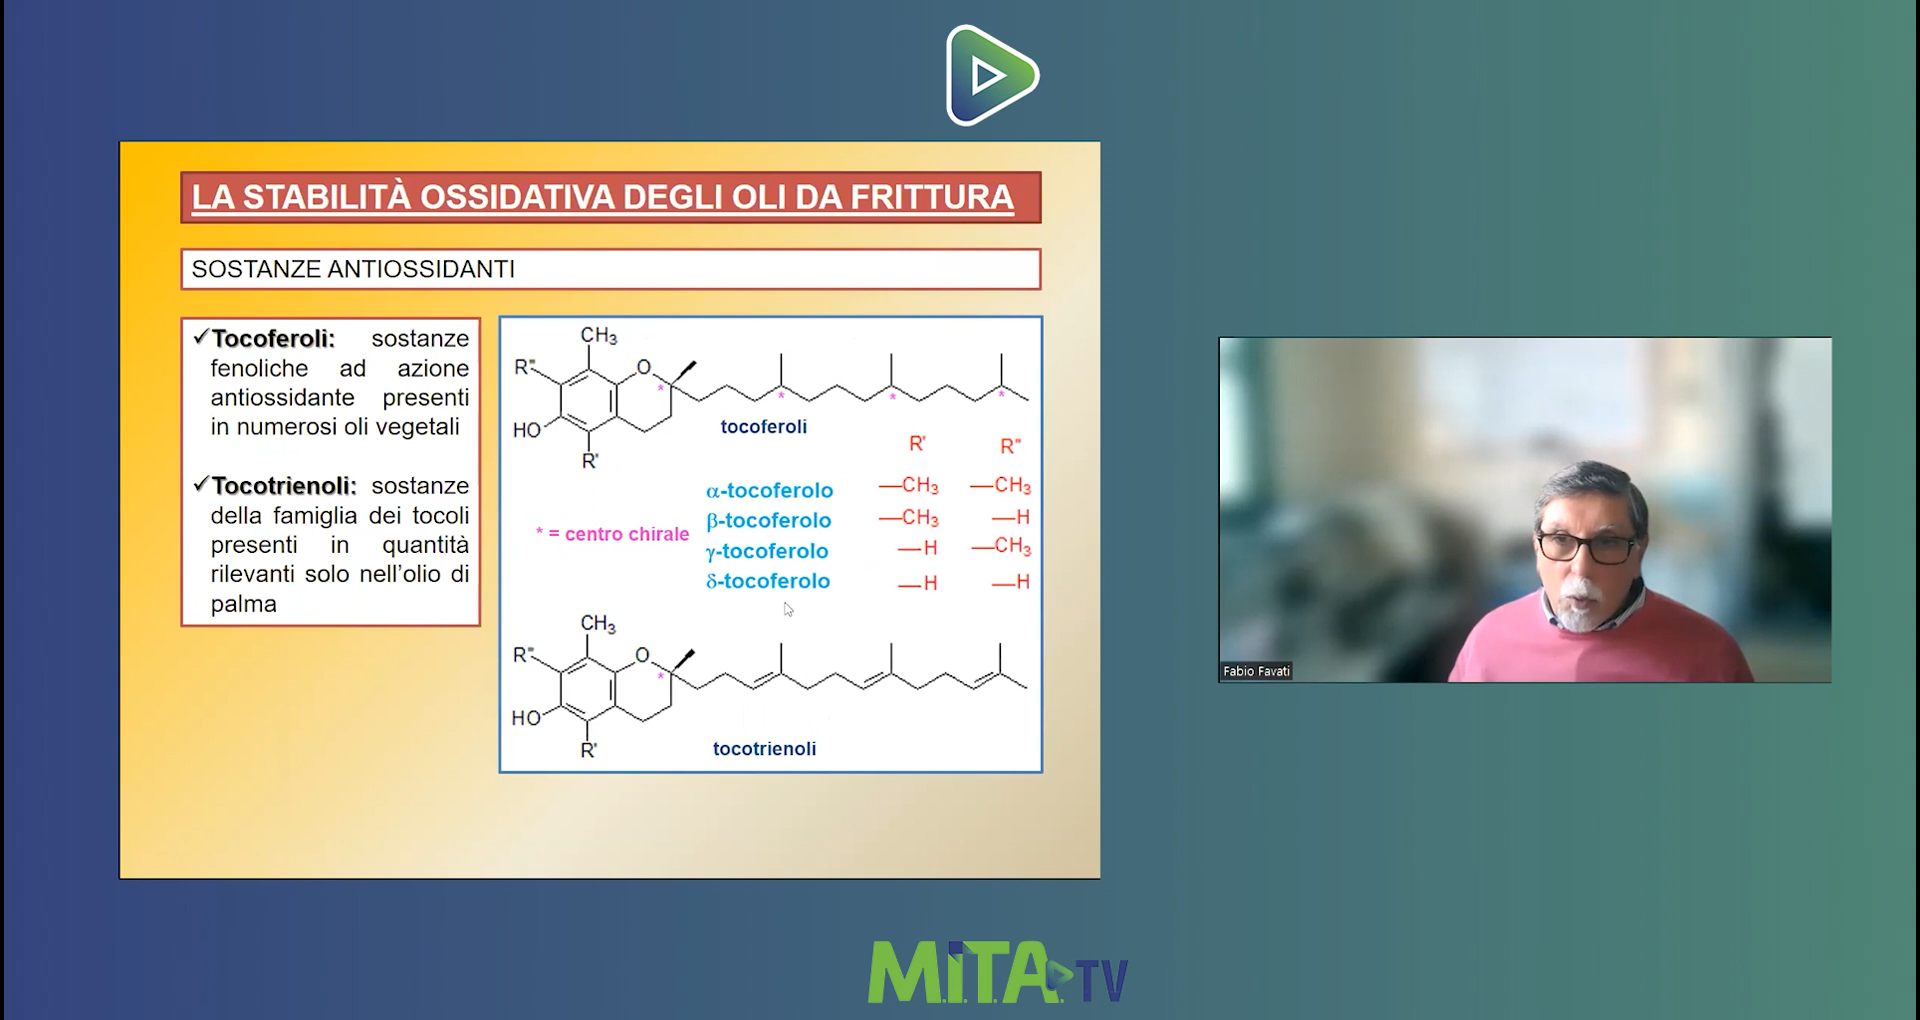 LA STABILITÀ OSSIDATIVA DEGLI OLI DA FRITTURA
SOSTANZE ANTIOSSIDANTI
✓Tocoferoli: sostanze
fenoliche ad azione
antiossidante presenti
in numerosi oli vegetali
✓Tocotrienoli: sostanze
della famiglia dei tocoli
presenti in quantità
rilevanti solo nell'olio di
palma
CH₃
R"
O
*
* * *
HO
R'
tocoferoli
R' R"
α-tocoferolo —CH₃ —CH₃
β-tocoferolo —CH₃ —H
* = centro chirale
γ-tocoferolo —H —CH₃
δ-tocoferolo —H —H
CH₃
R"
O
*
HO
R'
tocotrienoli
Fabio Favati
M.I.T.A. TV